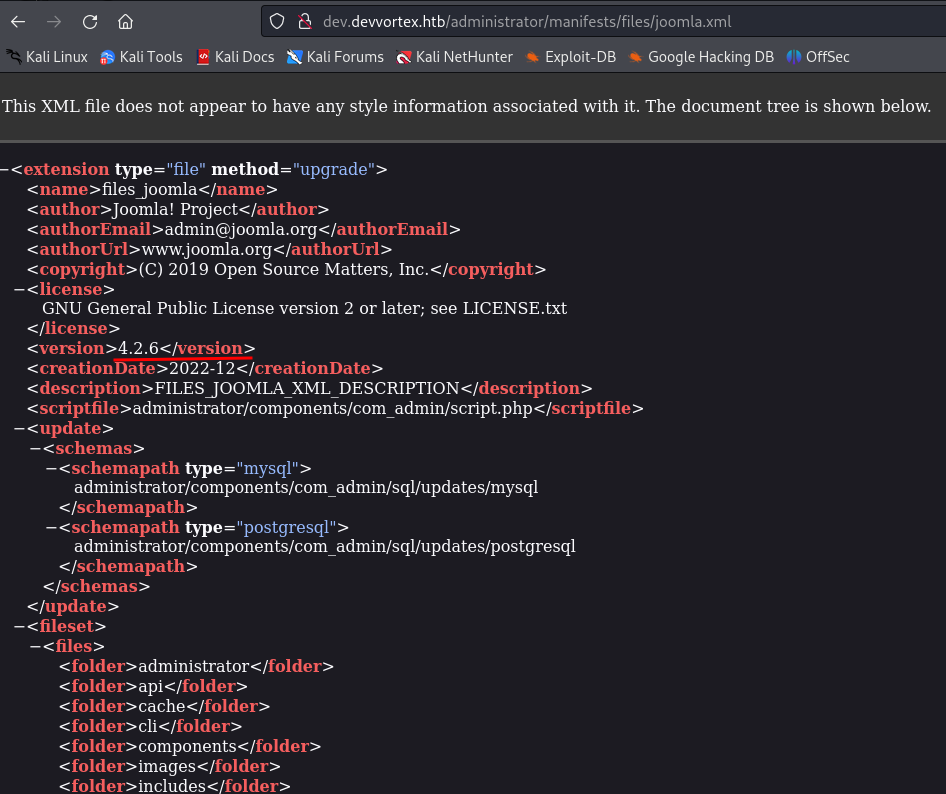 dev.devvortex.htb/administrator/manifests/files/joomla.xml
Kali Linux Kali Tools Kali Docs Kali Forums Kali NetHunter Exploit-DB Google Hacking DB OffSec
This XML file does not appear to have any style information associated with it. The document tree is shown below.
−<extension type="file" method="upgrade">
<name>files_joomla</name>
<author>Joomla! Project</author>
<authorEmail>admin@joomla.org</authorEmail>
<authorUrl>www.joomla.org</authorUrl>
<copyright>(C) 2019 Open Source Matters, Inc.</copyright>
−<license>
GNU General Public License version 2 or later; see LICENSE.txt
</license>
<version>4.2.6</version>
<creationDate>2022-12</creationDate>
<description>FILES_JOOMLA_XML_DESCRIPTION</description>
<scriptfile>administrator/components/com_admin/script.php</scriptfile>
−<update>
−<schemas>
−<schemapath type="mysql">
administrator/components/com_admin/sql/updates/mysql
</schemapath>
−<schemapath type="postgresql">
administrator/components/com_admin/sql/updates/postgresql
</schemapath>
</schemas>
</update>
−<fileset>
−<files>
<folder>administrator</folder>
<folder>api</folder>
<folder>cache</folder>
<folder>cli</folder>
<folder>components</folder>
<folder>images</folder>
<folder>includes</folder>